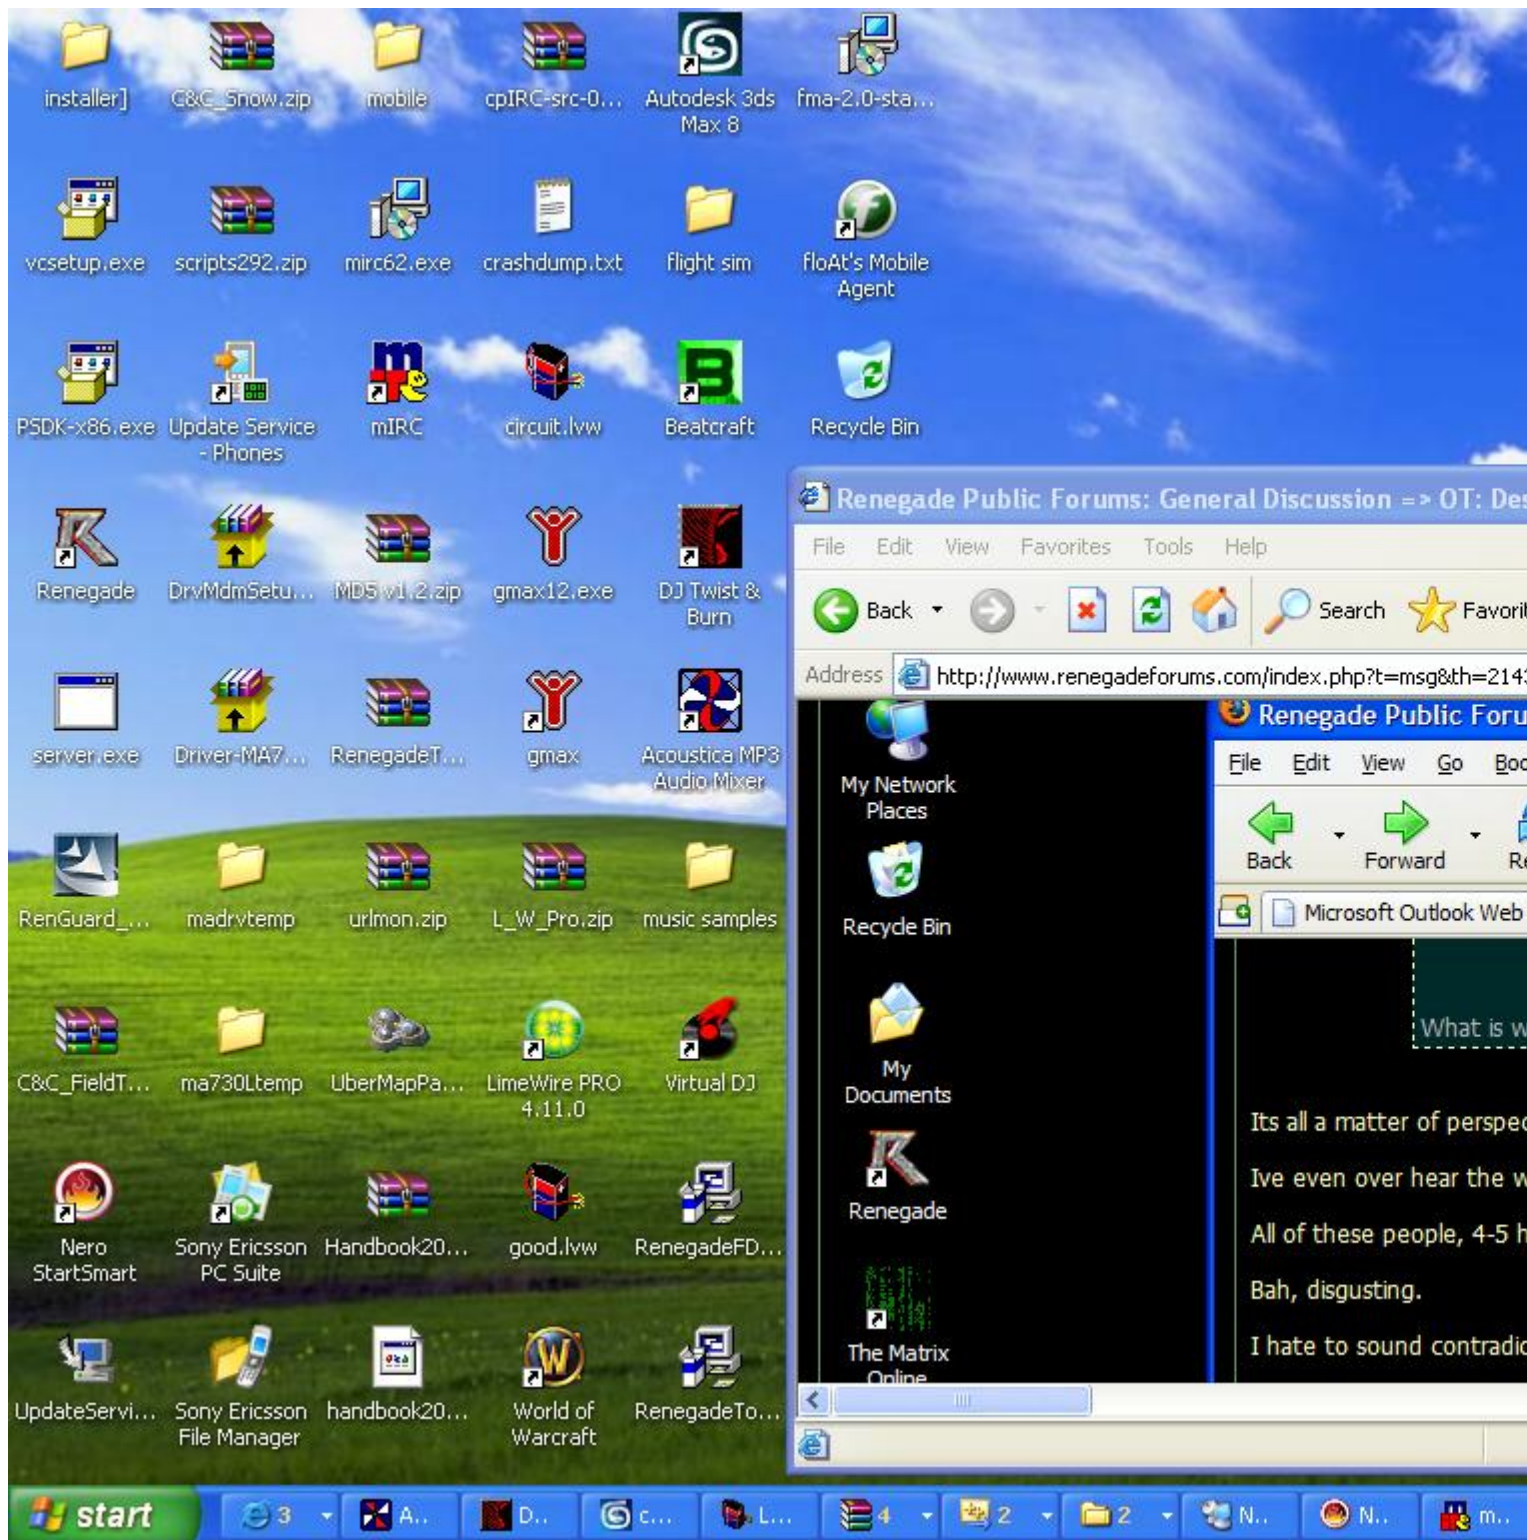 installer]
C&C_Snow.zip
mobile
cpIRC-src-0...
Autodesk 3ds
Max 8
fma-2.0-sta...
vcsetup.exe
scripts292.zip
mirc62.exe
crashdump.txt
flight sim
floAt's Mobile
Agent
PSDK-x86.exe
Update Service
- Phones
mIRC
circuit.lvw
Beatcraft
Recycle Bin
Renegade
DrvMdmSetu...
MD5 v1.2.zip
gmax12.exe
DJ Twist &
Burn
server.exe
Driver-MA7...
RenegadeT...
gmax
Acoustica MP3
Audio Mixer
RenGuard_...
madrvtemp
urlmon.zip
L_W_Pro.zip
music samples
C&C_FieldT...
ma730Ltemp
UberMapPa...
LimeWire PRO
4.11.0
Virtual DJ
Nero
StartSmart
Sony Ericsson
PC Suite
Handbook20...
good.lvw
RenegadeFD...
UpdateServi...
Sony Ericsson
File Manager
handbook20...
World of
Warcraft
RenegadeTo...
Renegade Public Forums: General Discussion => OT: Des
File Edit View Favorites Tools Help
Back Search Favorit
Address http://www.renegadeforums.com/index.php?t=msg&th=2143
My Network
Places
Recycle Bin
My
Documents
Renegade
The Matrix
Online
Renegade Public Foru
File Edit View Go Boo
Back Forward Re
Microsoft Outlook Web
What is w
Its all a matter of perspec
Ive even over hear the w
All of these people, 4-5 h
Bah, disgusting.
I hate to sound contradic
start 3 A.. D.. c... L... 4 2 2 N.. N.. m..